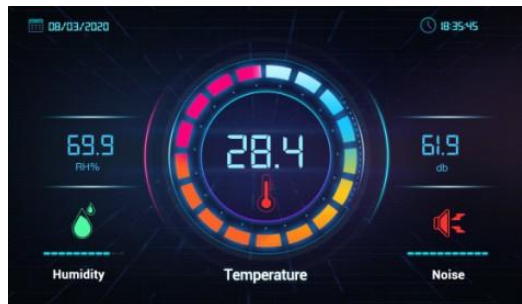 08/03/2020
18:35:45
69.9
RH%
28.4
61.9
db
Humidity
Temperature
Noise